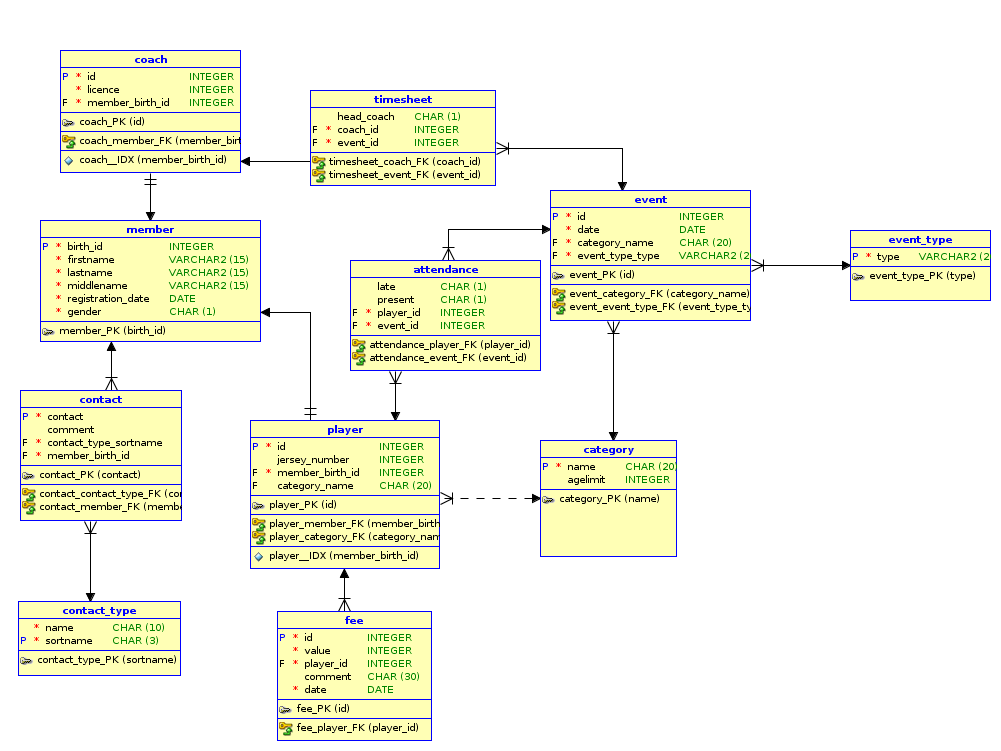 coach
P * id INTEGER
* licence INTEGER
F * member_birth_id INTEGER
coach_PK (id)
coach_member_FK (member_birt
coach__IDX (member_birth_id)
timesheet
head_coach CHAR (1)
F * coach_id INTEGER
F * event_id INTEGER
timesheet_coach_FK (coach_id)
timesheet_event_FK (event_id)
event
P * id INTEGER
* date DATE
F * category_name CHAR (20)
F * event_type_type VARCHAR2 (2
event_PK (id)
event_category_FK (category_name)
event_event_type_FK (event_type_ty
event_type
P * type VARCHAR2 (2
event_type_PK (type)
member
P * birth_id INTEGER
* firstname VARCHAR2 (15)
* lastname VARCHAR2 (15)
* middlename VARCHAR2 (15)
* registration_date DATE
* gender CHAR (1)
member_PK (birth_id)
attendance
late CHAR (1)
present CHAR (1)
F * player_id INTEGER
F * event_id INTEGER
attendance_player_FK (player_id)
attendance_event_FK (event_id)
contact
P * contact
comment
F * contact_type_sortname
F * member_birth_id
contact_PK (contact)
contact_contact_type_FK (con
contact_member_FK (membe
player
P * id INTEGER
jersey_number INTEGER
F * member_birth_id INTEGER
F category_name CHAR (20)
player_PK (id)
player_member_FK (member_birth
player_category_FK (category_nam
player__IDX (member_birth_id)
category
P * name CHAR (20)
agelimit INTEGER
category_PK (name)
contact_type
* name CHAR (10)
P * sortname CHAR (3)
contact_type_PK (sortname)
fee
P * id INTEGER
* value INTEGER
F * player_id INTEGER
comment CHAR (30)
* date DATE
fee_PK (id)
fee_player_FK (player_id)